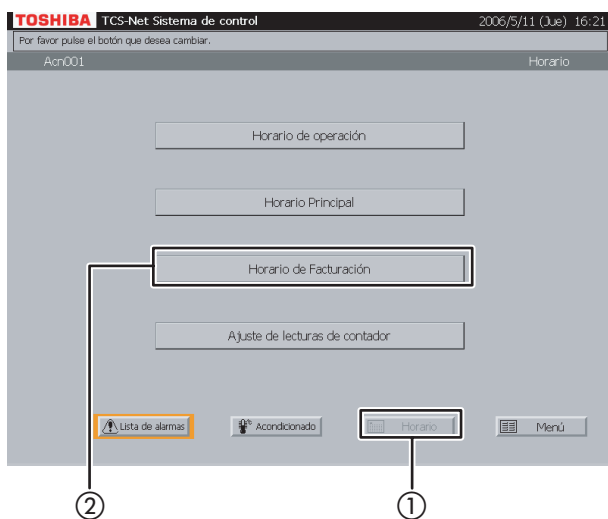 TOSHIBA TCS-Net Sistema de control 2006/5/11 (Jue) 16:21
Por favor pulse el botón que desea cambiar.
Acn001 Horario
Horario de operación
Horario Principal
Horario de Facturación
Ajuste de lecturas de contador
Lista de alarmas Acondicionado Horario Menú
② ①